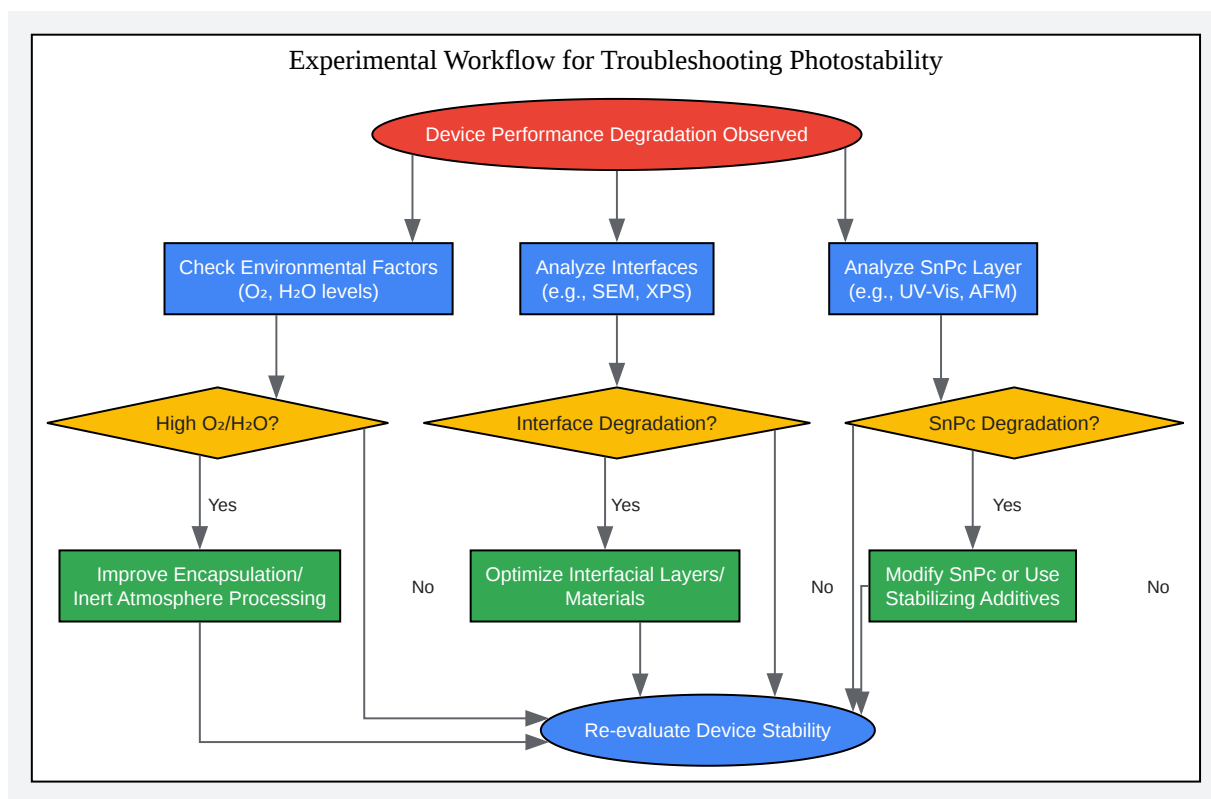 Experimental Workflow for Troubleshooting Photostability
Device Performance Degradation Observed
Check Environmental Factors
(O₂, H₂O levels)
Analyze Interfaces
(e.g., SEM, XPS)
Analyze SnPc Layer
(e.g., UV-Vis, AFM)
High O₂/H₂O?
Interface Degradation?
SnPc Degradation?
Yes
Yes
Yes
Improve Encapsulation/
Inert Atmosphere Processing
No
Optimize Interfacial Layers/
Materials
No
Modify SnPc or Use
Stabilizing Additives
No
Re-evaluate Device Stability